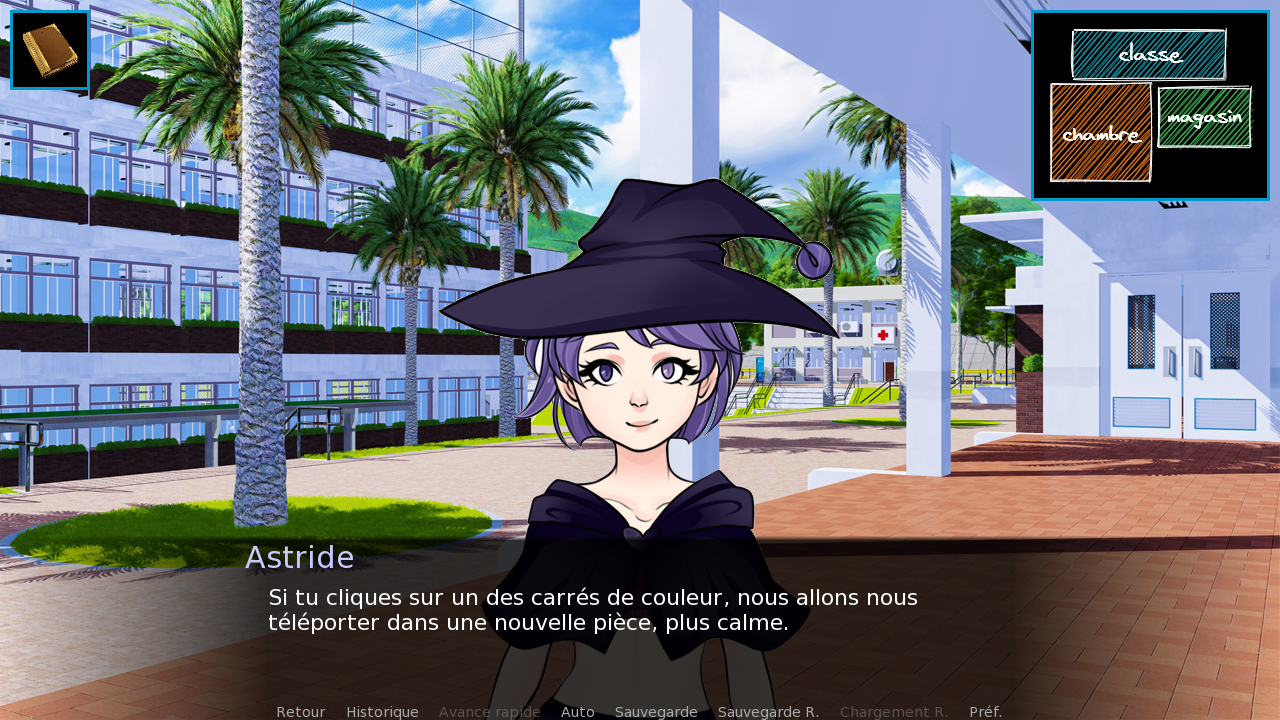 classe
chambre
magasin
Astride
Si tu cliques sur un des carrés de couleur, nous allons nous
téléporter dans une nouvelle pièce, plus calme.
Retour Historique Avance rapide Auto Sauvegarde Sauvegarde R. Chargement R. Préf.